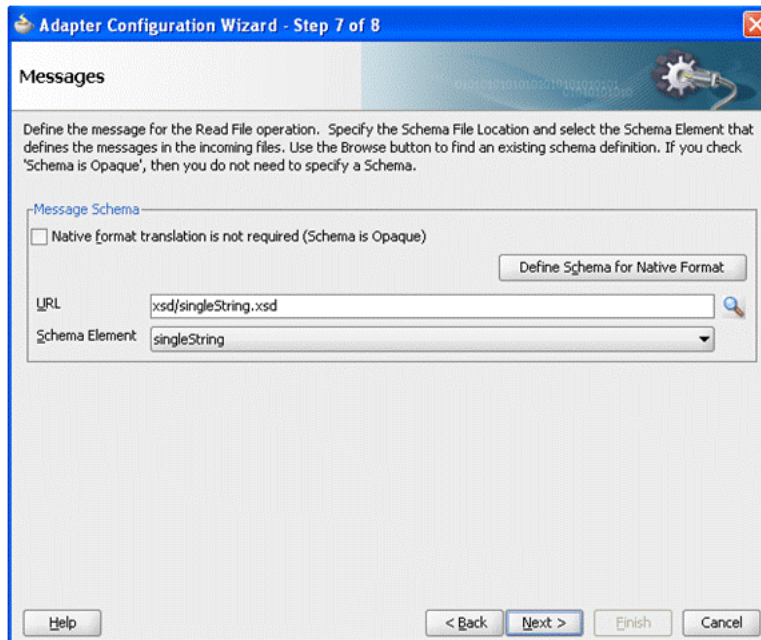 Adapter Configuration Wizard - Step 7 of 8
Messages
Define the message for the Read File operation. Specify the Schema File Location and select the Schema Element that
defines the messages in the incoming files. Use the Browse button to find an existing schema definition. If you check
'Schema is Opaque', then you do not need to specify a Schema.
Message Schema
Native format translation is not required (Schema is Opaque)
Define Schema for Native Format
URL xsd/singleString.xsd
Schema Element singleString
Help < Back Next > Finish Cancel